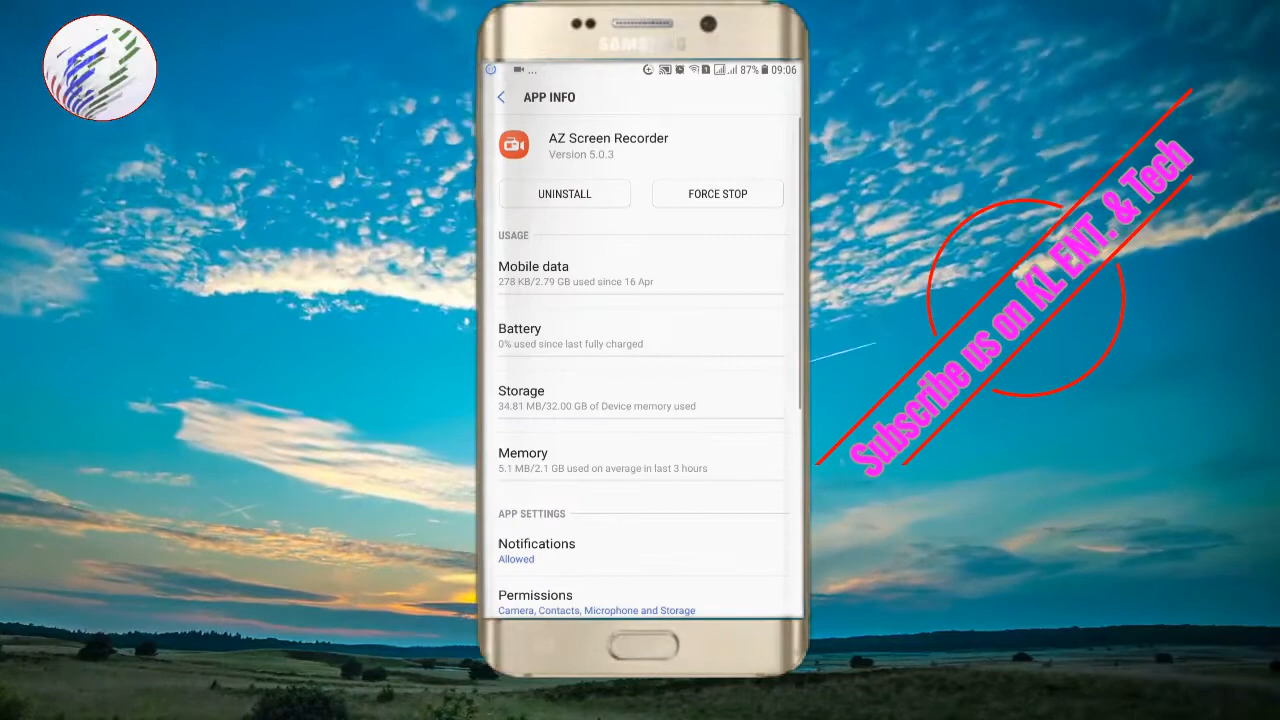 SAMSUNG
... 87% 09:06
APP INFO
AZ Screen Recorder
Version 5.0.3
UNINSTALL
FORCE STOP
USAGE
Mobile data
278 KB/2.79 GB used since 16 Apr
Battery
0% used since last fully charged
Storage
34.81 MB/32.00 GB of Device memory used
Memory
5.1 MB/2.1 GB used on average in last 3 hours
APP SETTINGS
Notifications
Allowed
Permissions
Camera, Contacts, Microphone and Storage
Subscribe us on KL ENT. & Tech